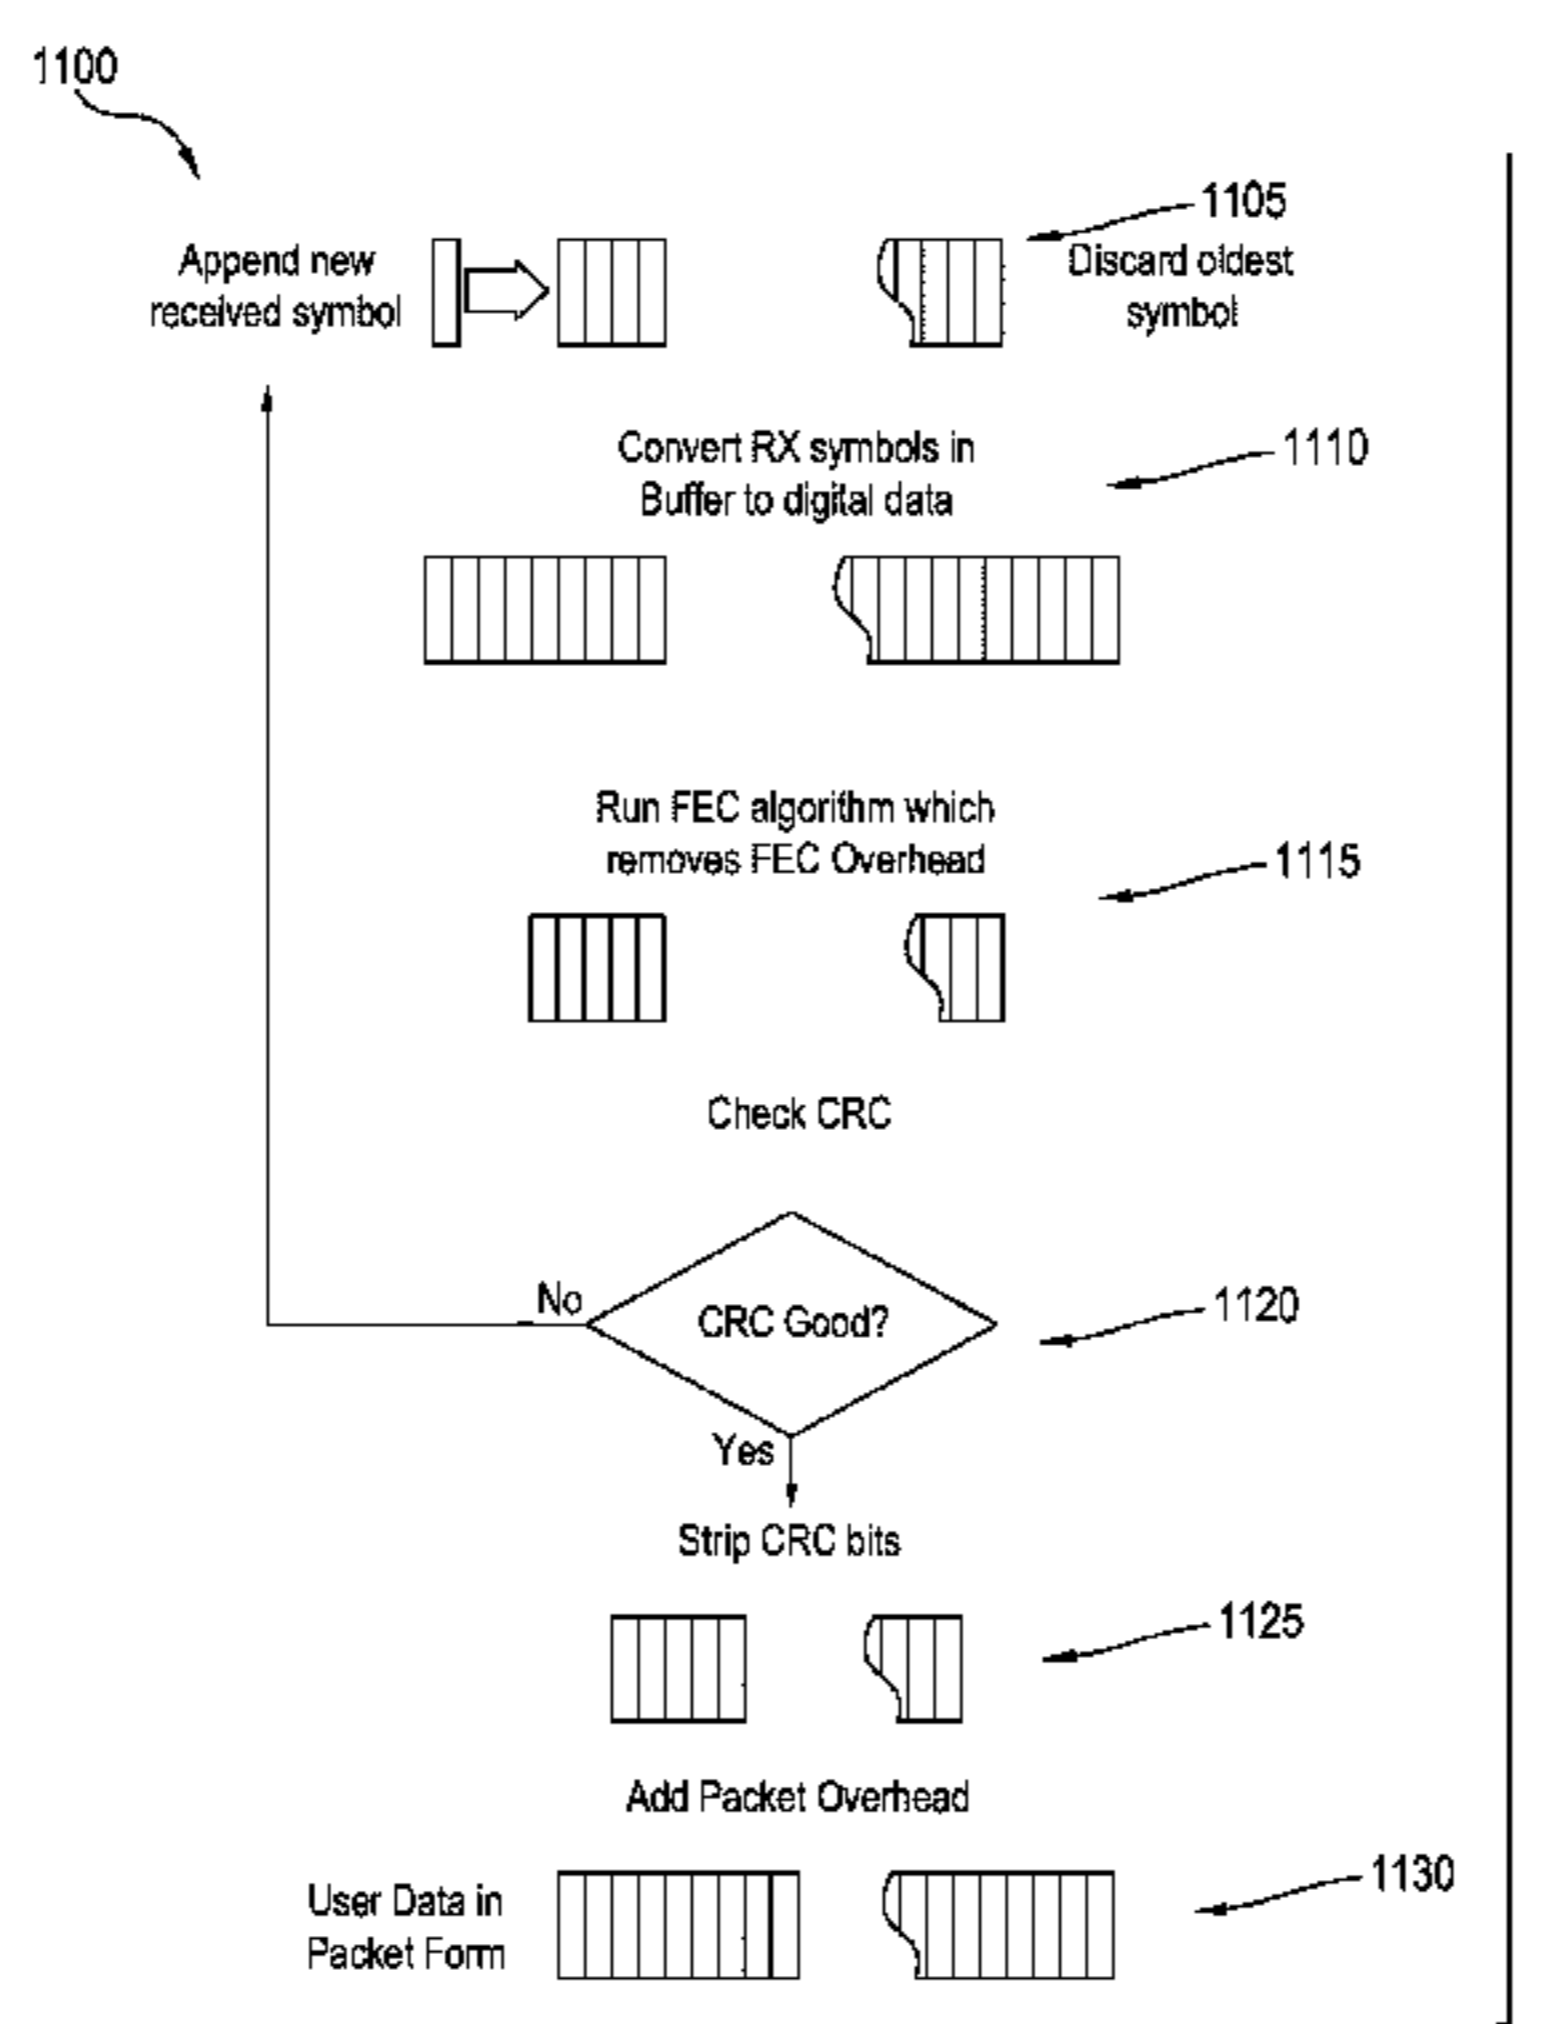 1100
1105
Append new
received symbol
Discard oldest
symbol
Convert RX symbols in
Buffer to digital data
1110
Run FEC algorithm which
removes FEC Overhead
1115
Check CRC
No
CRC Good?
1120
Yes
Strip CRC bits
1125
Add Packet Overhead
User Data in
Packet Form
1130